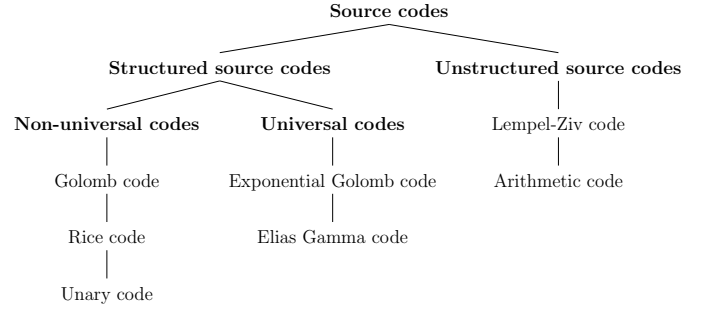 Source codes
Structured source codes
Unstructured source codes
Non-universal codes
Universal codes
Lempel-Ziv code
Golomb code
Exponential Golomb code
Arithmetic code
Rice code
Elias Gamma code
Unary code